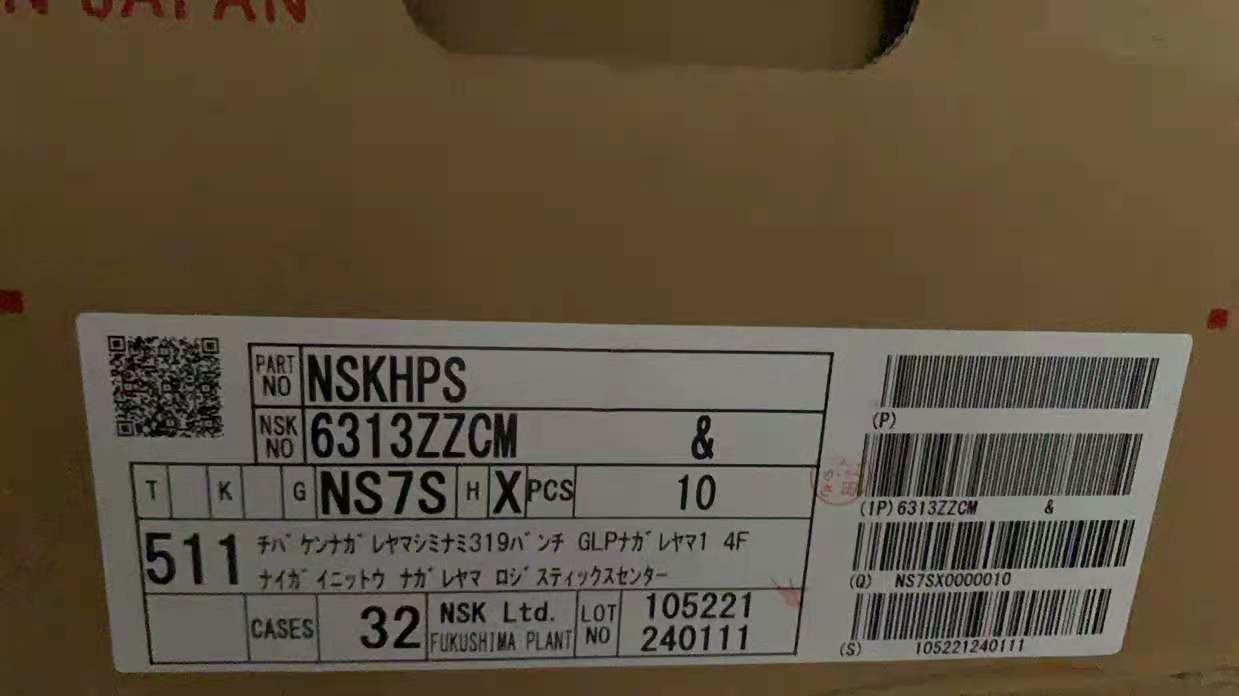 N JAPAN
PART NO NSKHPS
NSK NO 6313ZZCM &
T K G NS7S H X PCS 10
511 チバケンナガレヤマシミナミ319バンチ GLPナガレヤマ1 4F
ナイガイニットウ ナガレヤマ ロジスティックスセンター
CASES 32 NSK Ltd. FUKUSHIMA PLANT LOT NO 105221 240111
(P)
(1P) 6313ZZCM &
(Q) NS7SX0000010
(S) 105221240111